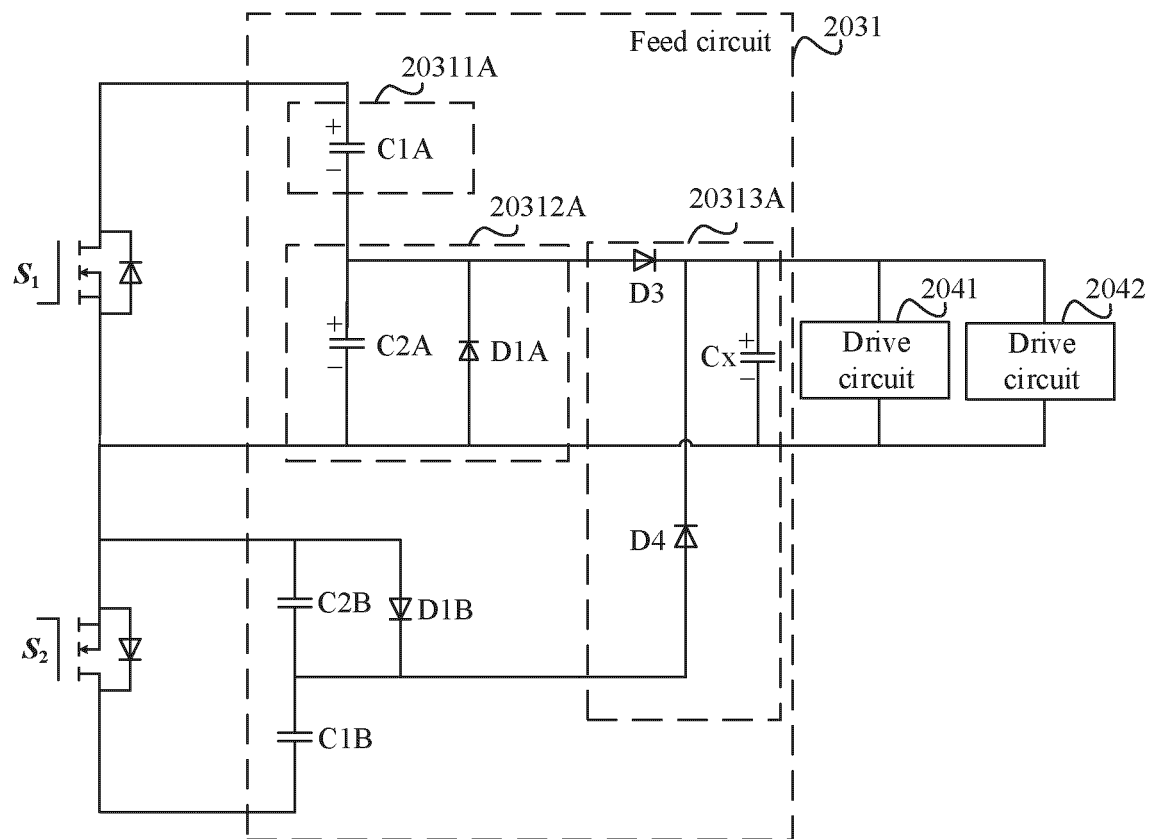 Feed circuit
2031
20311A
+
C1A
−
20312A
20313A
S1
D3
2041
2042
+
C2A
−
D1A
+
Cx
−
Drive
circuit
Drive
circuit
D4
C2B
D1B
S2
C1B